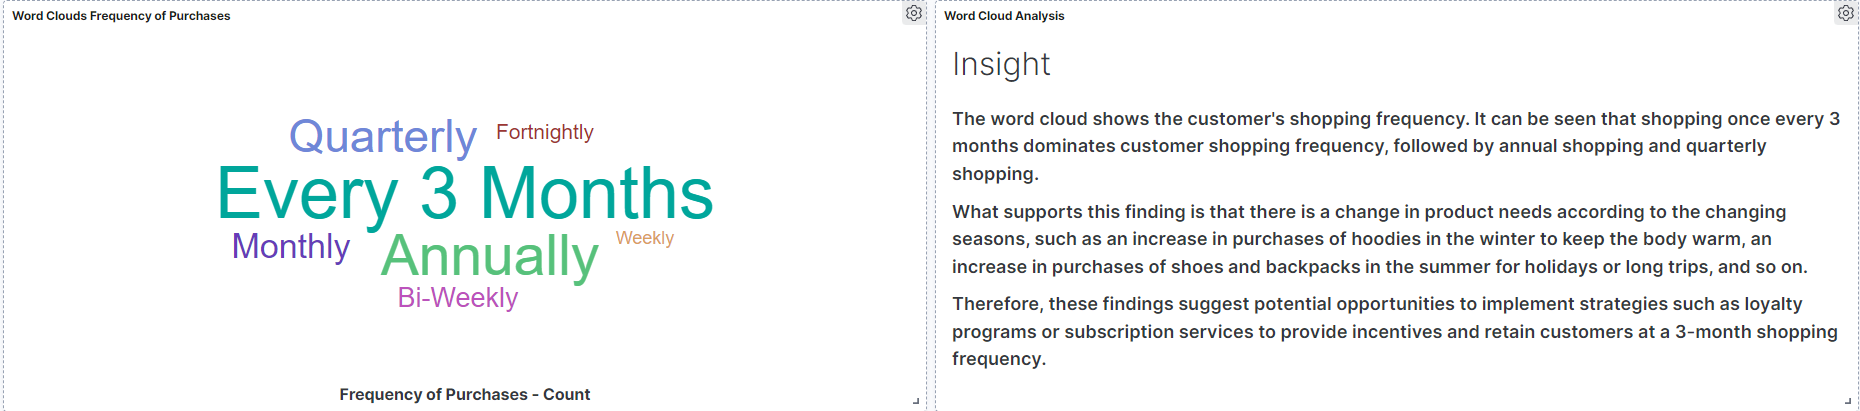 Word Clouds Frequency of Purchases
Quarterly Fortnightly
Every 3 Months
Monthly Annually Weekly
Bi-Weekly
Frequency of Purchases - Count
Word Cloud Analysis
Insight
The word cloud shows the customer's shopping frequency. It can be seen that shopping once every 3
months dominates customer shopping frequency, followed by annual shopping and quarterly
shopping.
What supports this finding is that there is a change in product needs according to the changing
seasons, such as an increase in purchases of hoodies in the winter to keep the body warm, an
increase in purchases of shoes and backpacks in the summer for holidays or long trips, and so on.
Therefore, these findings suggest potential opportunities to implement strategies such as loyalty
programs or subscription services to provide incentives and retain customers at a 3-month shopping
frequency.